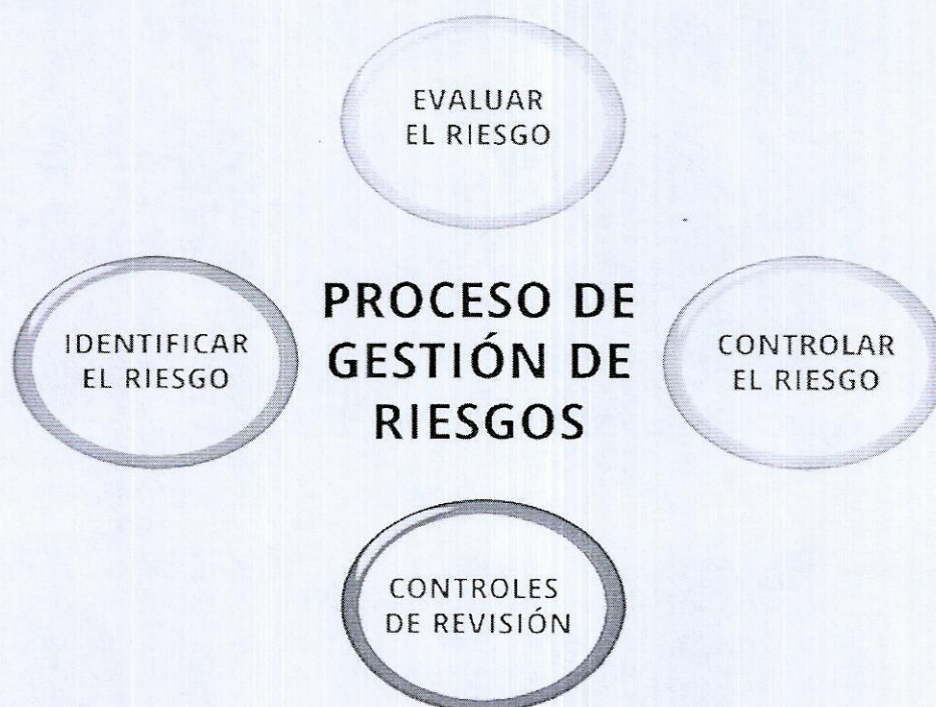 EVALUAR
EL RIESGO
IDENTIFICAR
EL RIESGO
PROCESO DE
GESTIÓN DE
RIESGOS
CONTROLAR
EL RIESGO
CONTROLES
DE REVISIÓN